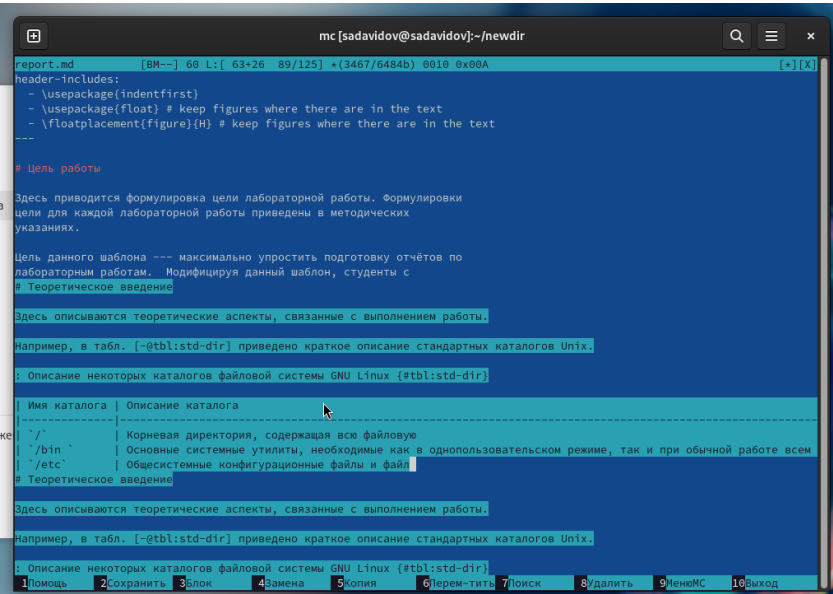 mc [sadavidov@sadavidov]:~/newdir
report.md [BM--] 60 L:[ 63+26 89/125] *(3467/6484b) 0010 0x00A [*][X]
header-includes:
- \usepackage{indentfirst}
- \usepackage{float} # keep figures where there are in the text
- \floatplacement{figure}{H} # keep figures where there are in the text
---
# Цель работы
Здесь приводится формулировка цели лабораторной работы. Формулировки
цели для каждой лабораторной работы приведены в методических
указаниях.
Цель данного шаблона --- максимально упростить подготовку отчётов по
лабораторным работам. Модифицируя данный шаблон, студенты с
# Теоретическое введение
Здесь описываются теоретические аспекты, связанные с выполнением работы.
Например, в табл. [-@tbl:std-dir] приведено краткое описание стандартных каталогов Unix.
: Описание некоторых каталогов файловой системы GNU Linux {#tbl:std-dir}
| Имя каталога | Описание каталога
|--------------|----------------------------------------------------------------------------------------------
| `/` | Корневая директория, содержащая всю файловую
| `/bin ` | Основные системные утилиты, необходимые как в однопользовательском режиме, так и при обычной работе всем
| `/etc` | Общесистемные конфигурационные файлы и файл
# Теоретическое введение
Здесь описываются теоретические аспекты, связанные с выполнением работы.
Например, в табл. [-@tbl:std-dir] приведено краткое описание стандартных каталогов Unix.
: Описание некоторых каталогов файловой системы GNU Linux {#tbl:std-dir}
1Помощь 2Сохранить 3Блок 4Замена 5Копия 6Перем~тить 7Поиск 8Удалить 9МенюМС 10Выход